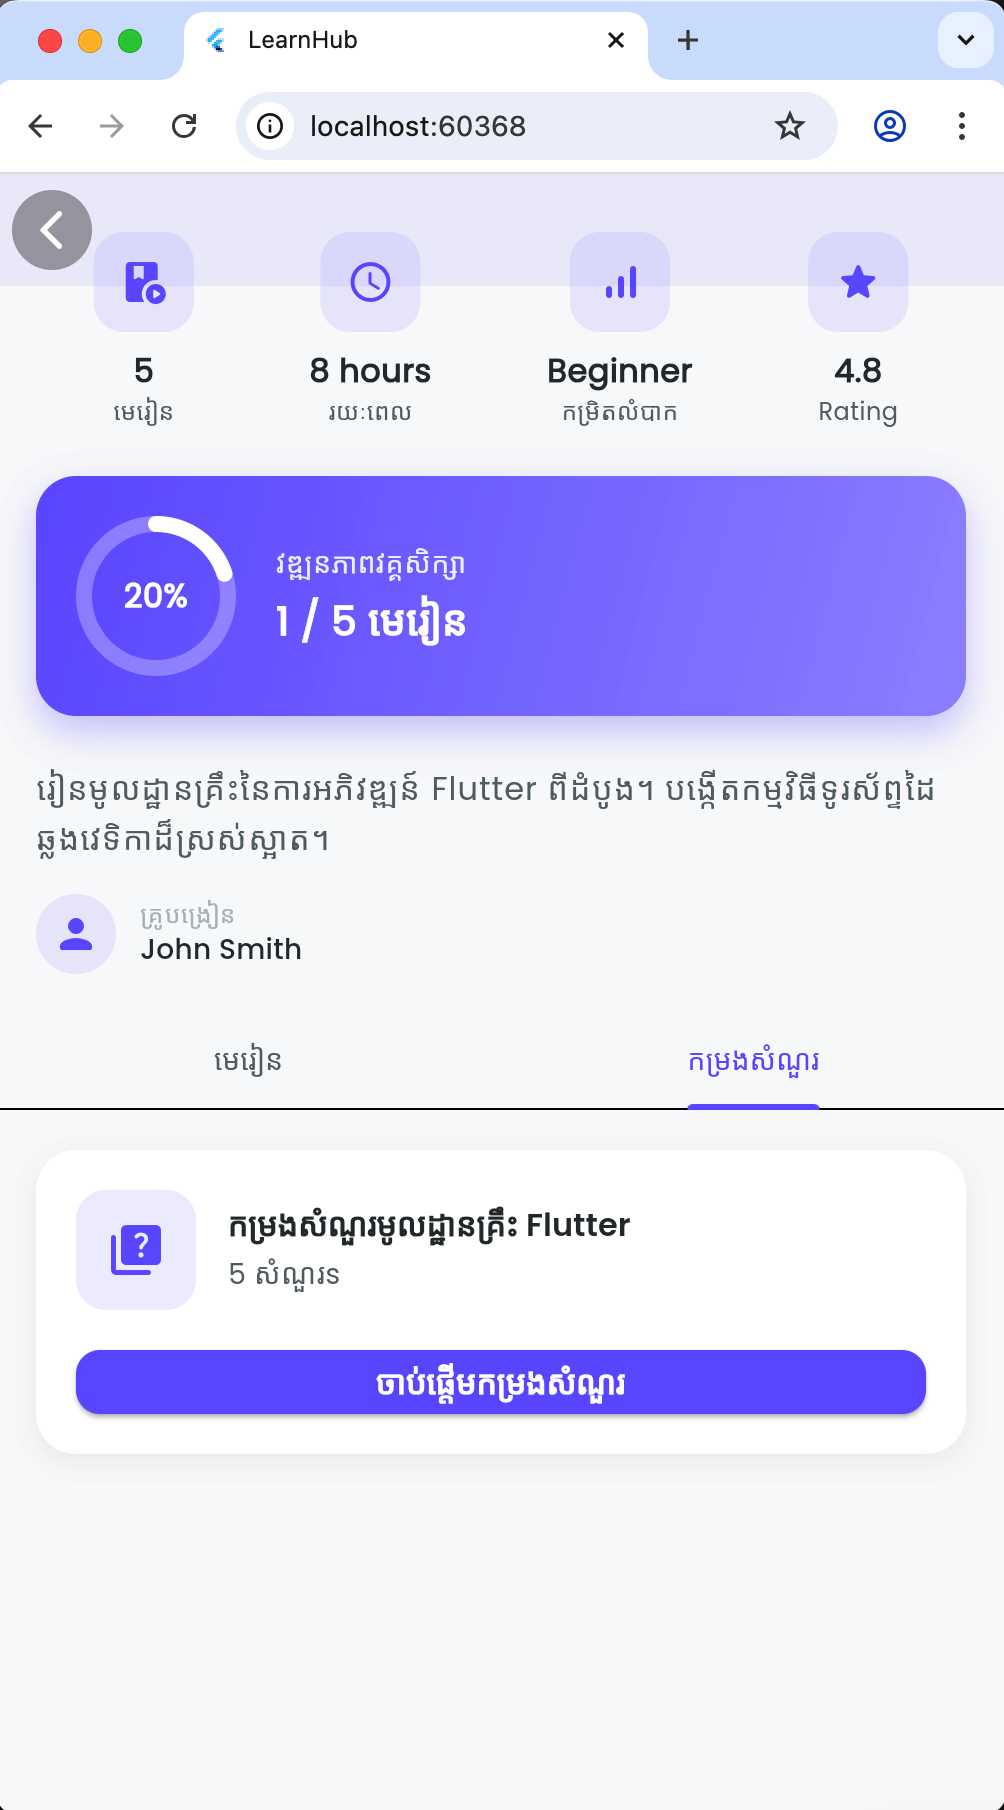 LearnHub
localhost:60368
5
មេរៀន
8 hours
រយៈពេល
Beginner
កម្រិតលំបាក
4.8
Rating
20%
វឌ្ឍនភាពវគ្គសិក្សា
1 / 5 មេរៀន
រៀនមូលដ្ឋានគ្រឹះនៃការអភិវឌ្ឍន៍ Flutter ពីដំបូង។ បង្កើតកម្មវិធីទូរស័ព្ទដៃ
ឆ្លងវេទិកាដ៏ស្រស់ស្អាត។
គ្រូបង្រៀន
John Smith
មេរៀន
កម្រងសំណួរ
កម្រងសំណួរមូលដ្ឋានគ្រឹះ Flutter
5 សំណួរs
ចាប់ផ្តើមកម្រងសំណួរ